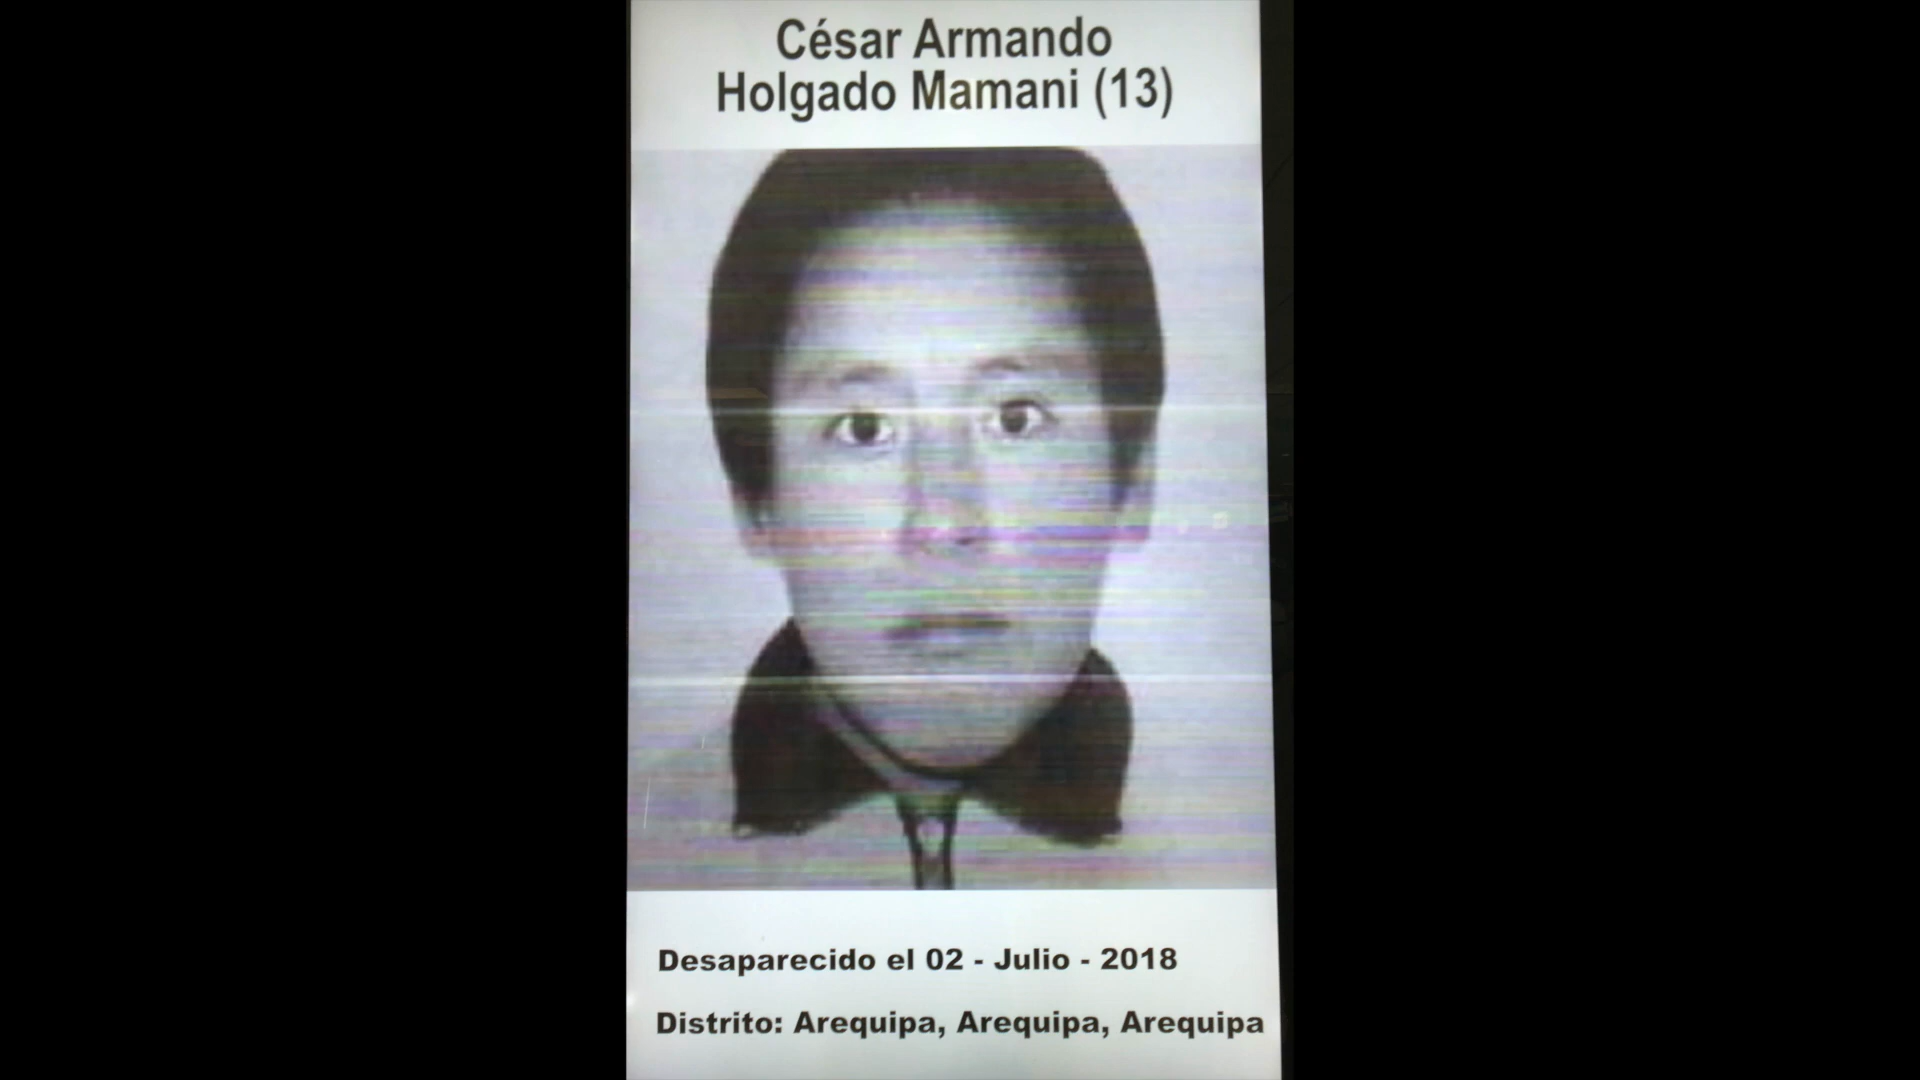 César Armando
Holgado Mamani (13)
Desaparecido el 02 - Julio - 2018
Distrito: Arequipa, Arequipa, Arequipa